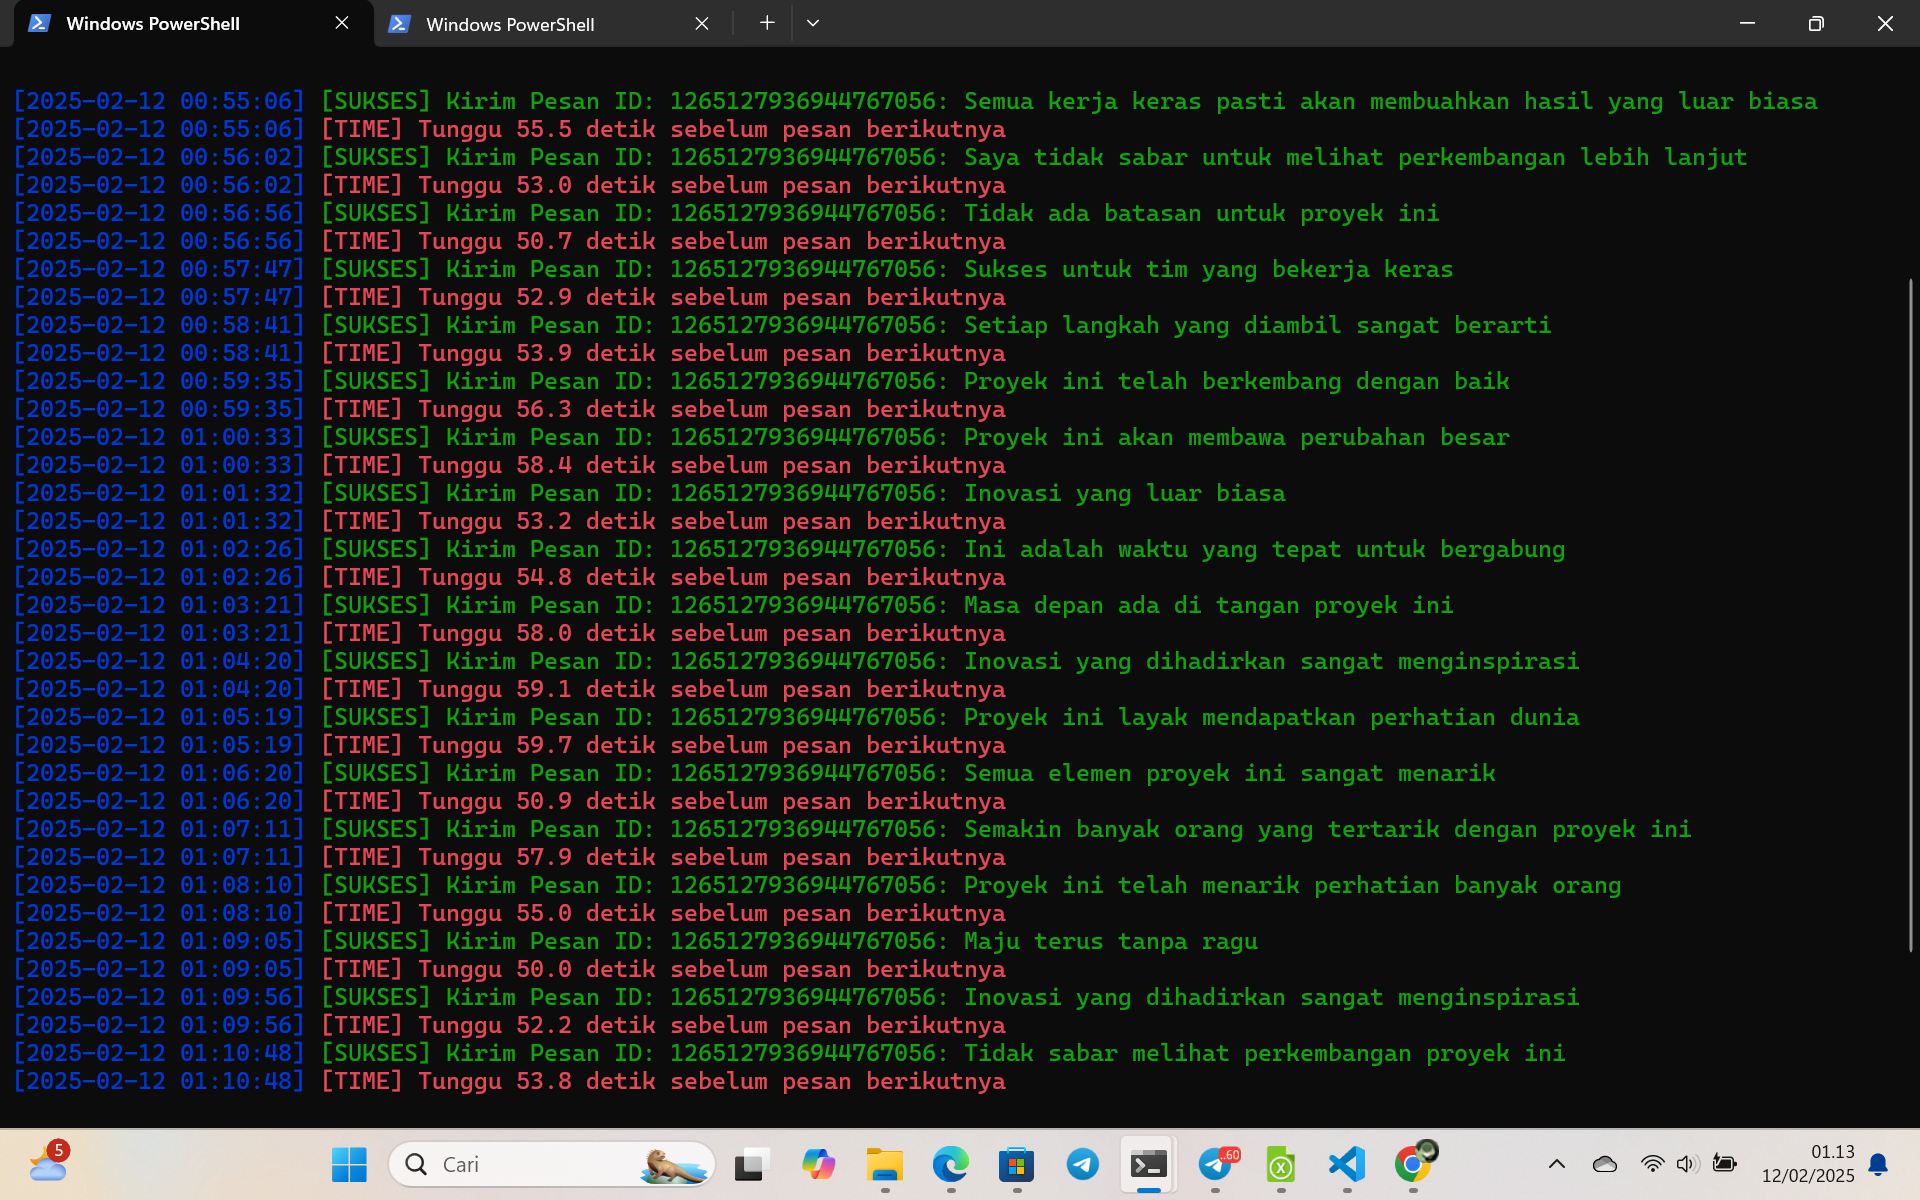 Windows PowerShell
Windows PowerShell
[2025-02-12 00:55:06] [SUKSES] Kirim Pesan ID: 1265127936944767056: Semua kerja keras pasti akan membuahkan hasil yang luar biasa
[2025-02-12 00:55:06] [TIME] Tunggu 55.5 detik sebelum pesan berikutnya
[2025-02-12 00:56:02] [SUKSES] Kirim Pesan ID: 1265127936944767056: Saya tidak sabar untuk melihat perkembangan lebih lanjut
[2025-02-12 00:56:02] [TIME] Tunggu 53.0 detik sebelum pesan berikutnya
[2025-02-12 00:56:56] [SUKSES] Kirim Pesan ID: 1265127936944767056: Tidak ada batasan untuk proyek ini
[2025-02-12 00:56:56] [TIME] Tunggu 50.7 detik sebelum pesan berikutnya
[2025-02-12 00:57:47] [SUKSES] Kirim Pesan ID: 1265127936944767056: Sukses untuk tim yang bekerja keras
[2025-02-12 00:57:47] [TIME] Tunggu 52.9 detik sebelum pesan berikutnya
[2025-02-12 00:58:41] [SUKSES] Kirim Pesan ID: 1265127936944767056: Setiap langkah yang diambil sangat berarti
[2025-02-12 00:58:41] [TIME] Tunggu 53.9 detik sebelum pesan berikutnya
[2025-02-12 00:59:35] [SUKSES] Kirim Pesan ID: 1265127936944767056: Proyek ini telah berkembang dengan baik
[2025-02-12 00:59:35] [TIME] Tunggu 56.3 detik sebelum pesan berikutnya
[2025-02-12 01:00:33] [SUKSES] Kirim Pesan ID: 1265127936944767056: Proyek ini akan membawa perubahan besar
[2025-02-12 01:00:33] [TIME] Tunggu 58.4 detik sebelum pesan berikutnya
[2025-02-12 01:01:32] [SUKSES] Kirim Pesan ID: 1265127936944767056: Inovasi yang luar biasa
[2025-02-12 01:01:32] [TIME] Tunggu 53.2 detik sebelum pesan berikutnya
[2025-02-12 01:02:26] [SUKSES] Kirim Pesan ID: 1265127936944767056: Ini adalah waktu yang tepat untuk bergabung
[2025-02-12 01:02:26] [TIME] Tunggu 54.8 detik sebelum pesan berikutnya
[2025-02-12 01:03:21] [SUKSES] Kirim Pesan ID: 1265127936944767056: Masa depan ada di tangan proyek ini
[2025-02-12 01:03:21] [TIME] Tunggu 58.0 detik sebelum pesan berikutnya
[2025-02-12 01:04:20] [SUKSES] Kirim Pesan ID: 1265127936944767056: Inovasi yang dihadirkan sangat menginspirasi
[2025-02-12 01:04:20] [TIME] Tunggu 59.1 detik sebelum pesan berikutnya
[2025-02-12 01:05:19] [SUKSES] Kirim Pesan ID: 1265127936944767056: Proyek ini layak mendapatkan perhatian dunia
[2025-02-12 01:05:19] [TIME] Tunggu 59.7 detik sebelum pesan berikutnya
[2025-02-12 01:06:20] [SUKSES] Kirim Pesan ID: 1265127936944767056: Semua elemen proyek ini sangat menarik
[2025-02-12 01:06:20] [TIME] Tunggu 50.9 detik sebelum pesan berikutnya
[2025-02-12 01:07:11] [SUKSES] Kirim Pesan ID: 1265127936944767056: Semakin banyak orang yang tertarik dengan proyek ini
[2025-02-12 01:07:11] [TIME] Tunggu 57.9 detik sebelum pesan berikutnya
[2025-02-12 01:08:10] [SUKSES] Kirim Pesan ID: 1265127936944767056: Proyek ini telah menarik perhatian banyak orang
[2025-02-12 01:08:10] [TIME] Tunggu 55.0 detik sebelum pesan berikutnya
[2025-02-12 01:09:05] [SUKSES] Kirim Pesan ID: 1265127936944767056: Maju terus tanpa ragu
[2025-02-12 01:09:05] [TIME] Tunggu 50.0 detik sebelum pesan berikutnya
[2025-02-12 01:09:56] [SUKSES] Kirim Pesan ID: 1265127936944767056: Inovasi yang dihadirkan sangat menginspirasi
[2025-02-12 01:09:56] [TIME] Tunggu 52.2 detik sebelum pesan berikutnya
[2025-02-12 01:10:48] [SUKSES] Kirim Pesan ID: 1265127936944767056: Tidak sabar melihat perkembangan proyek ini
[2025-02-12 01:10:48] [TIME] Tunggu 53.8 detik sebelum pesan berikutnya
5
Cari
..60
01.13
12/02/2025